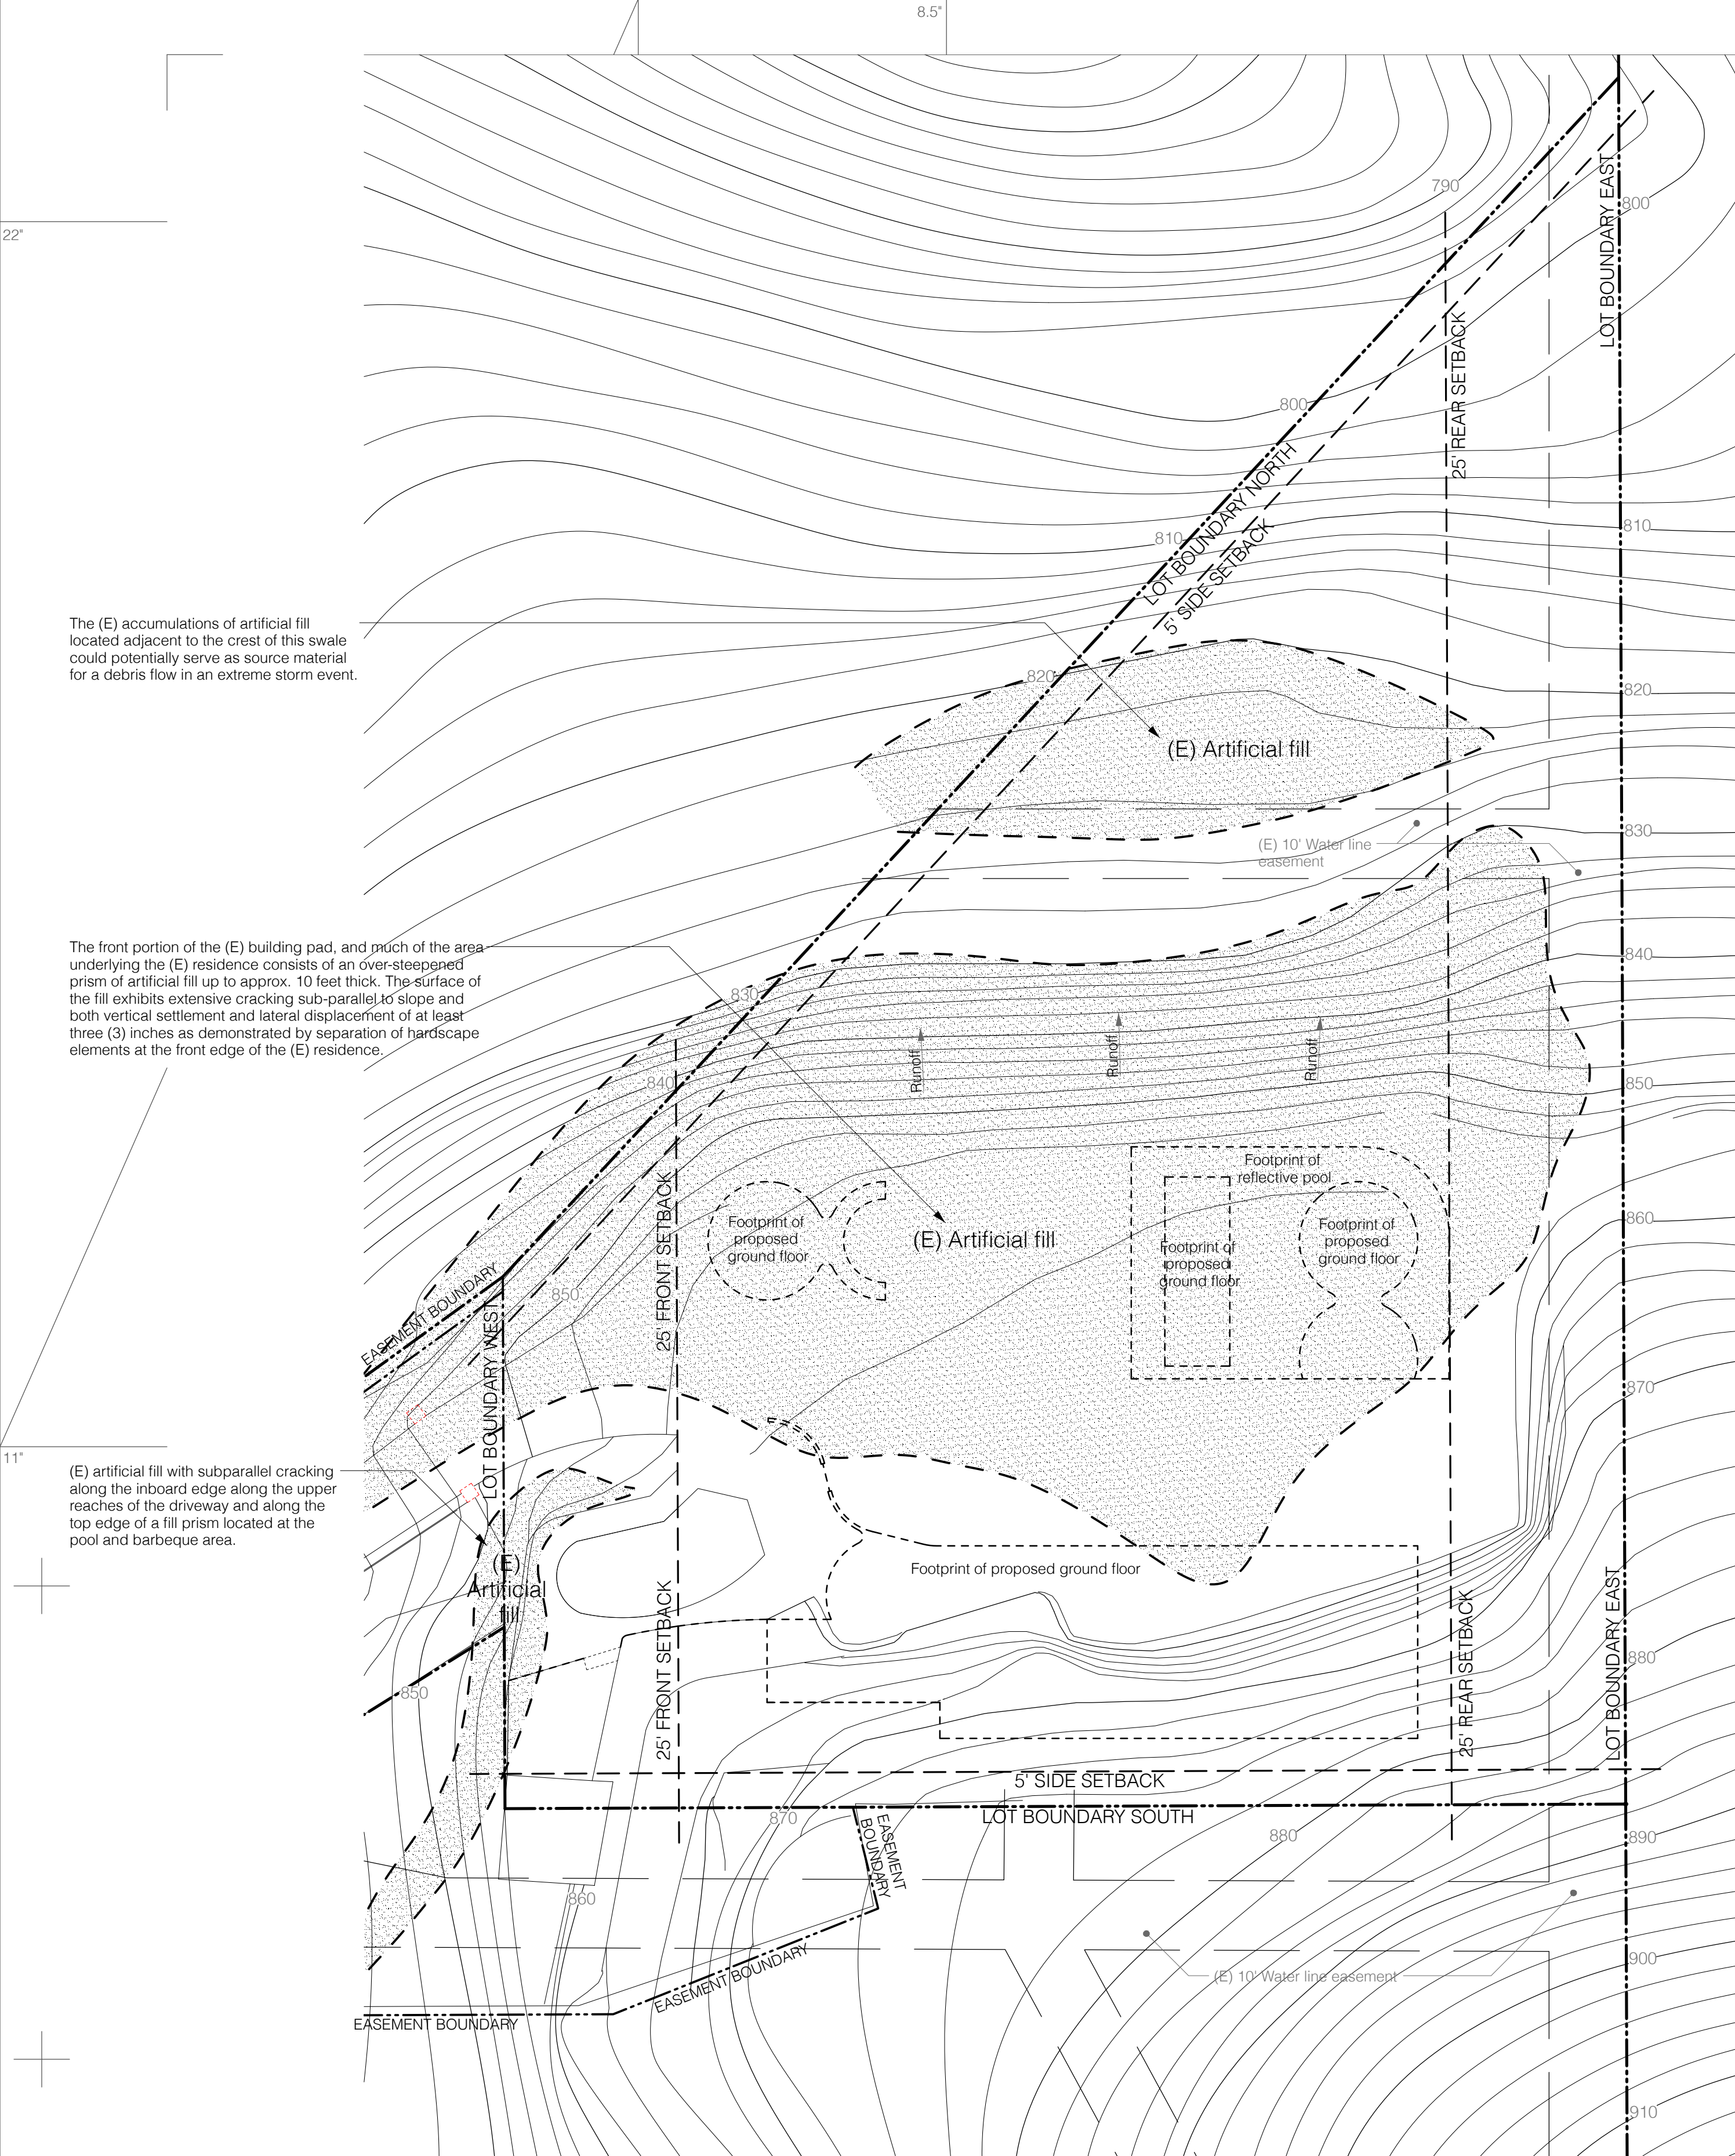 8.5"
22"
790
LOT BOUNDARY EAST
800
25' REAR SETBACK
800
LOT BOUNDARY NORTH
5' SIDE SETBACK
810
810
The (E) accumulations of artificial fill
located adjacent to the crest of this swale
could potentially serve as source material
for a debris flow in an extreme storm event.
820
820
(E) Artificial fill
830
(E) 10' Water line
easement
The front portion of the (E) building pad, and much of the area
underlying the (E) residence consists of an over-steepened
prism of artificial fill up to approx. 10 feet thick. The surface of
the fill exhibits extensive cracking sub-parallel to slope and
both vertical settlement and lateral displacement of at least
three (3) inches as demonstrated by separation of hardscape
elements at the front edge of the (E) residence.
830
840
Runoff
Runoff
Runoff
840
850
25' FRONT SETBACK
Footprint of
reflective pool
Footprint of
proposed
ground floor
(E) Artificial fill
Footprint of
proposed
ground floor
Footprint of
proposed
ground floor
860
EASEMENT BOUNDARY
LOT BOUNDARY WEST
850
870
11"
(E) artificial fill with subparallel cracking
along the inboard edge along the upper
reaches of the driveway and along the
top edge of a fill prism located at the
pool and barbeque area.
(E)
Artificial
fill
Footprint of proposed ground floor
25' FRONT SETBACK
25' REAR SETBACK
LOT BOUNDARY EAST
880
850
5' SIDE SETBACK
LOT BOUNDARY SOUTH
870
880
890
EASEMENT
BOUNDARY
860
EASEMENT BOUNDARY
(E) 10' Water line easement
900
EASEMENT BOUNDARY
910